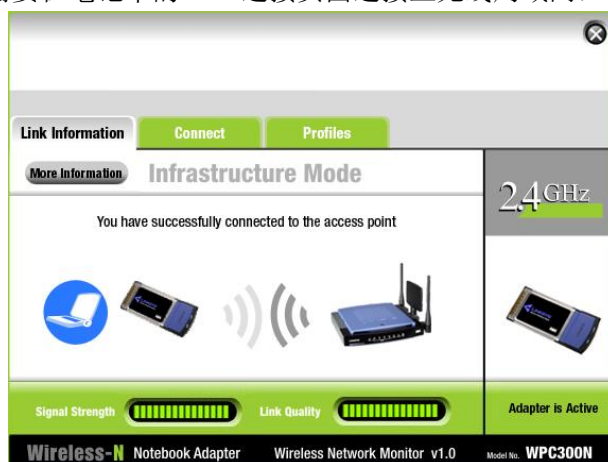 Link Information
Connect
Profiles
More Information
Infrastructure Mode
2.4GHz
You have successfully connected to the access point
Signal Strength
Link Quality
Adapter is Active
Wireless-N Notebook Adapter
Wireless Network Monitor v1.0
Model No. WPC300N